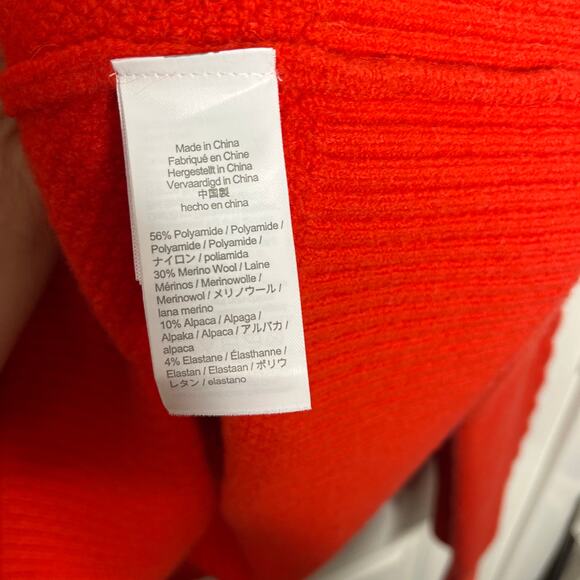 Made in China
Fabriqué en Chine
Hergestellt in China
Vervaardigd in China
中国製
hecho en china
56% Polyamide / Polyamide /
Polyamide / Polyamide /
ナイロン / poliamida
30% Merino Wool / Laine
Mérinos / Merinowolle /
Merinowol / メリノウール /
lana merino
10% Alpaca / Alpaga /
Alpaka / Alpaca / アルパカ /
alpaca
4% Elastane / Élasthanne /
Elastan / Elastaan / ポリウ
レタン / elastano